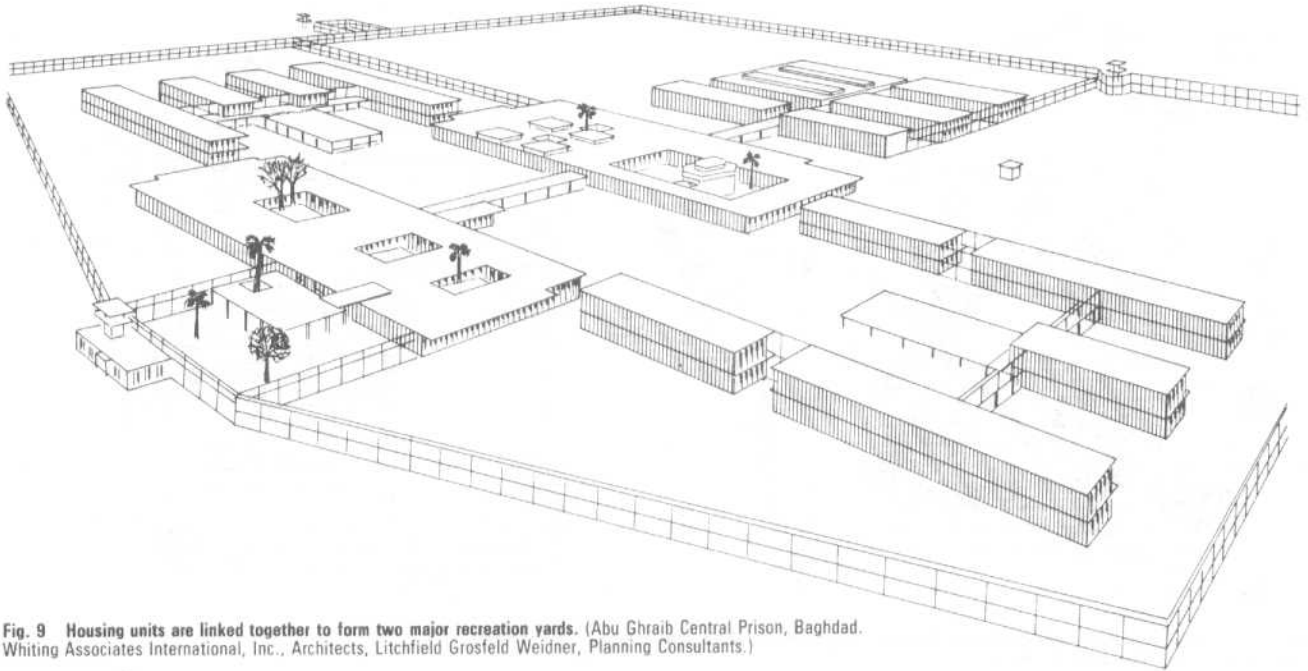 Fig. 9 Housing units are linked together to form two major recreation yards. (Abu Ghraib Central Prison, Baghdad.
Whiting Associates International, Inc., Architects, Litchfield Grosfeld Weidner, Planning Consultants.)